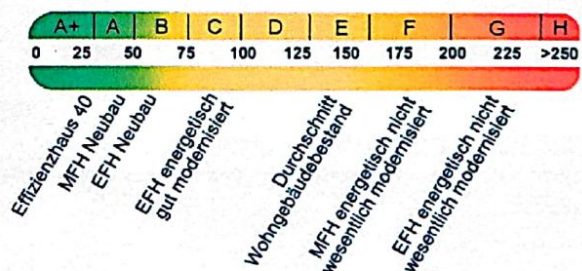 A+ A B C D E F G H
0 25 50 75 100 125 150 175 200 225 >250
Effizienzhaus 40
MFH Neubau
EFH Neubau
EFH energetisch
gut modernisiert
Durchschnitt
Wohngebäudebestand
MFH energetisch nicht
wesentlich modernisiert
EFH energetisch nicht
wesentlich modernisiert